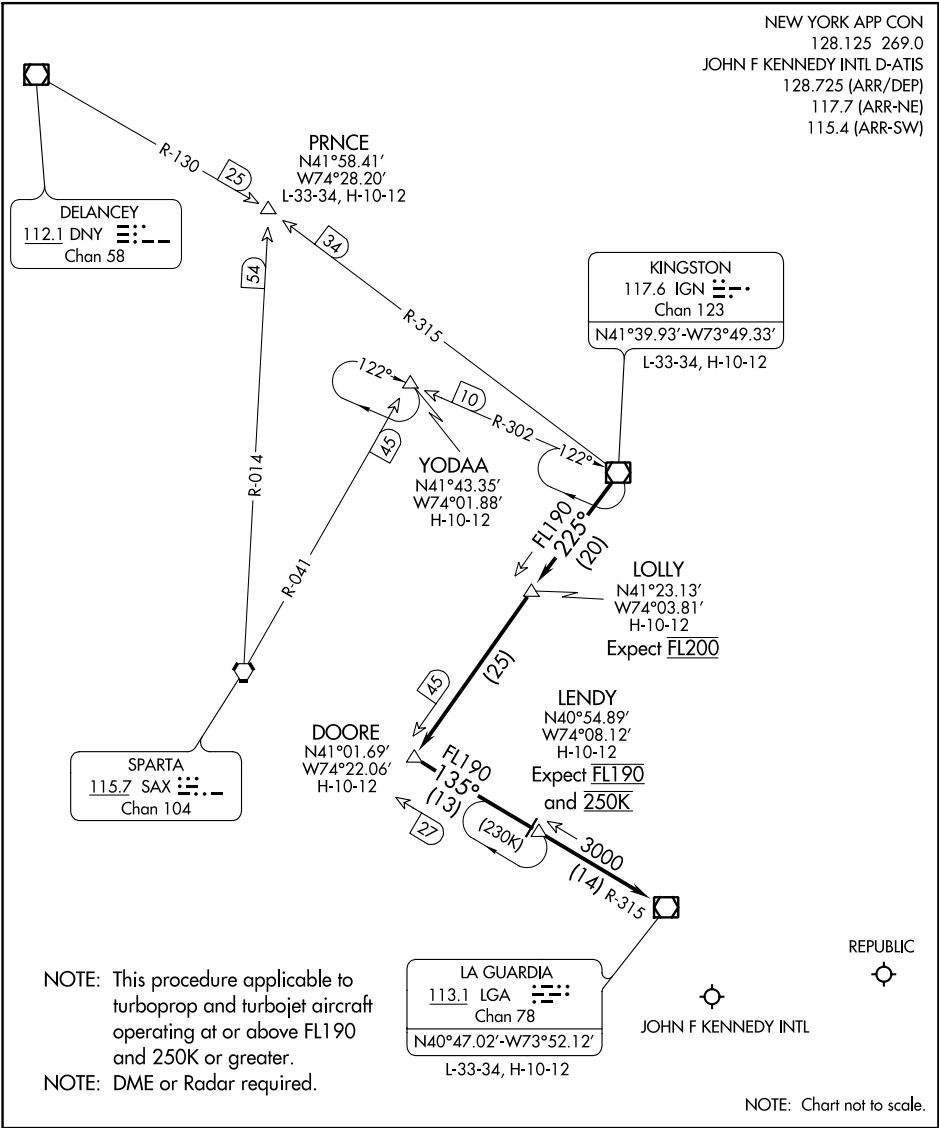 NEW YORK APP CON
128.125 269.0
JOHN F KENNEDY INTL D-ATIS
128.725 (ARR/DEP)
117.7 (ARR-NE)
115.4 (ARR-SW)
R-130
25
PRNCE
N41°58.41'
W74°28.20'
L-33-34, H-10-12
DELANCEY
112.1 DNY
Chan 58
34
54
R-315
KINGSTON
117.6 IGN
Chan 123
N41°39.93'-W73°49.33'
L-33-34, H-10-12
122°
10
R-302
122°
45
R-014
YODAA
N41°43.35'
W74°01.88'
H-10-12
FL190
225°
(20)
R-041
LOLLY
N41°23.13'
W74°03.81'
H-10-12
Expect FL200
(25)
45
LENDY
N40°54.89'
W74°08.12'
H-10-12
Expect FL190
and 250K
DOORE
N41°01.69'
W74°22.06'
H-10-12
FL190
135°
(13)
SPARTA
115.7 SAX
Chan 104
27
(230K)
3000
(14) R-315
LA GUARDIA
113.1 LGA
Chan 78
N40°47.02'-W73°52.12'
L-33-34, H-10-12
REPUBLIC
JOHN F KENNEDY INTL
NOTE: This procedure applicable to
turboprop and turbojet aircraft
operating at or above FL190
and 250K or greater.
NOTE: DME or Radar required.
NOTE: Chart not to scale.